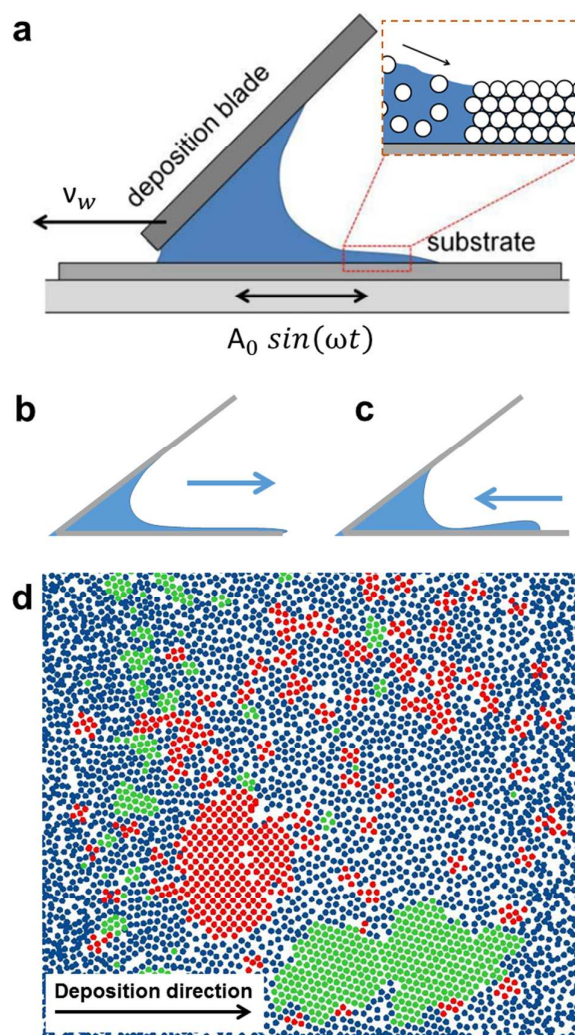 a
deposition blade
v_w
substrate
A₀ sin(ωt)
b
c
d
Deposition direction